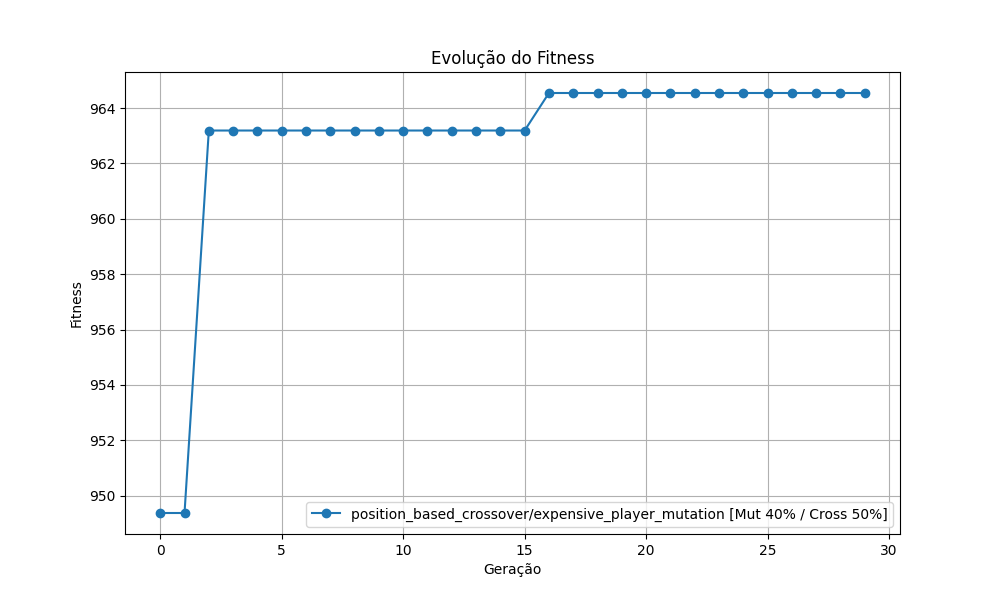 Evolução do Fitness
964
962
960
958
956
954
952
950
Fitness
position_based_crossover/expensive_player_mutation [Mut 40% / Cross 50%]
0 5 10 15 20 25 30
Geração